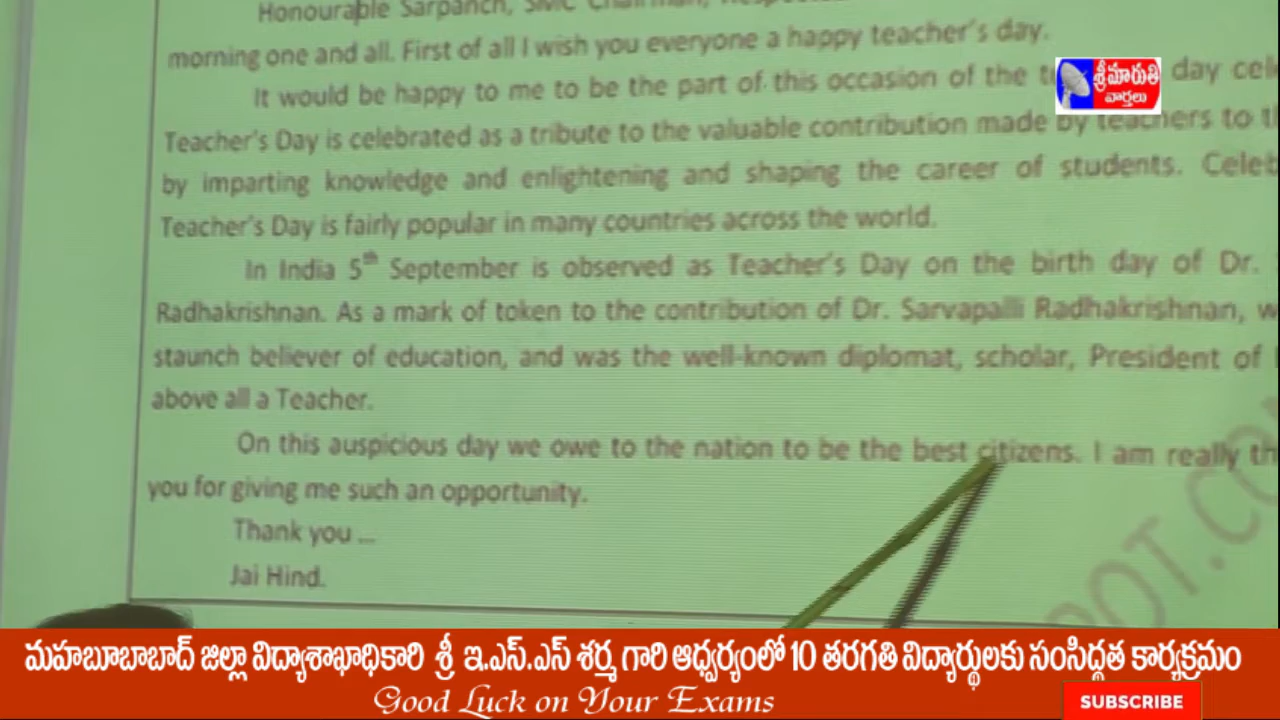 Honourable Sarpanch, SMC Chairman,
morning one and all. First of all I wish you everyone a happy teacher's day.
It would be happy to me to be the part of this occasion of the day
Teacher's Day is celebrated as a tribute to the valuable contribution made by teachers to
by imparting knowledge and enlightening and shaping the career of students.
Teacher's Day is fairly popular in many countries across the world.
In India 5th September is observed as Teacher's Day on the birth day of Dr.
Radhakrishnan. As a mark of token to the contribution of Dr. Sarvapalli Radhakrishnan,
staunch believer of education, and was the well-known diplomat, scholar, President of
above all a Teacher.
On this auspicious day we owe to the nation to be the best citizens. I am really
you for giving me such an opportunity.
Thank you ...
Jai Hind.
శ్రీమారుతి
వార్తలు
మహబూబాబాద్ జిల్లా విద్యాశాఖాధికారి శ్రీ ఇ.ఎస్.ఎస్ శర్మ గారి ఆధ్వర్యంలో 10 తరగతి విద్యార్థులకు సంసిద్ధత కార్యక్రమం
Good Luck on Your Exams
SUBSCRIBE